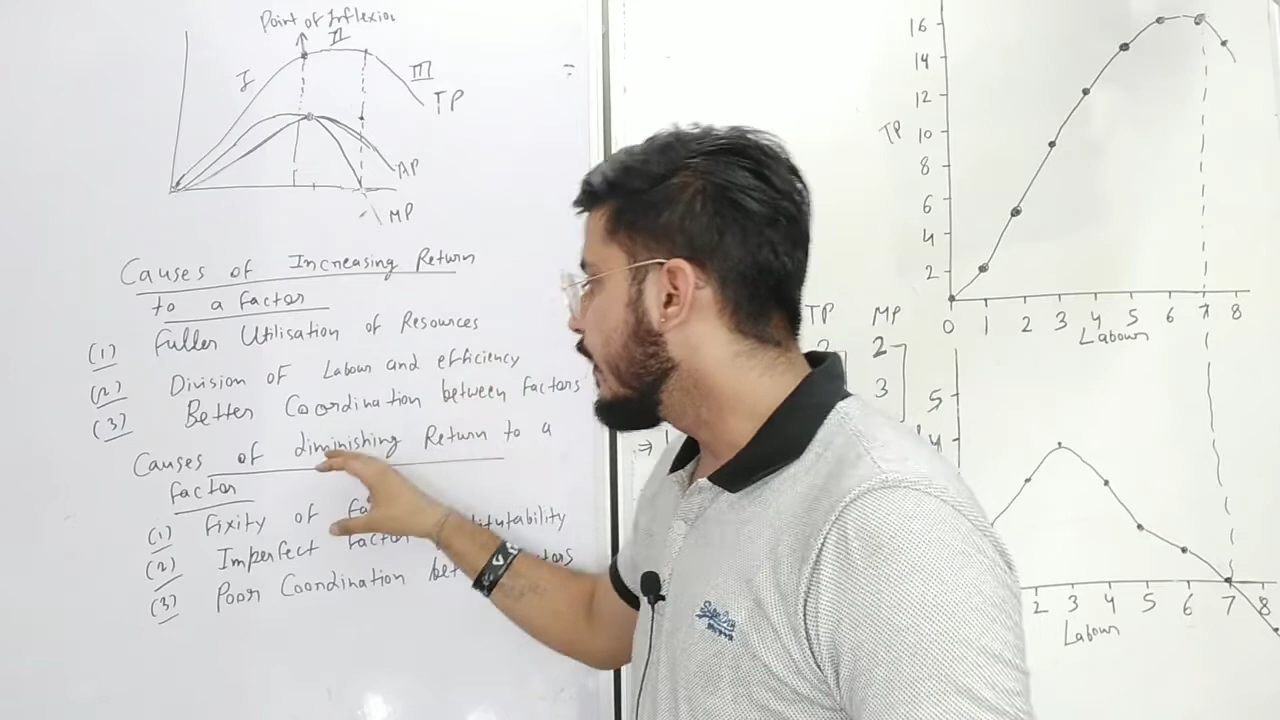 Point of Inflexion
I
II
III
TP
AP
MP
Causes of Increasing Return
to a factor
(1) Fuller Utilisation of Resources
(2) Division of Labour and efficiency
(3) Better Coordination between factors
Causes of diminishing Return to a
factor
(1) Fixity of
(2) Imperfect factor
(3) Poor Coordination
TP MP
2
3
16
14
12
10
8
6
4
2
TP
0 1 2 3 4 5 6 7 8
Labour
5
4
2 3 4 5 6 7 8
Labour